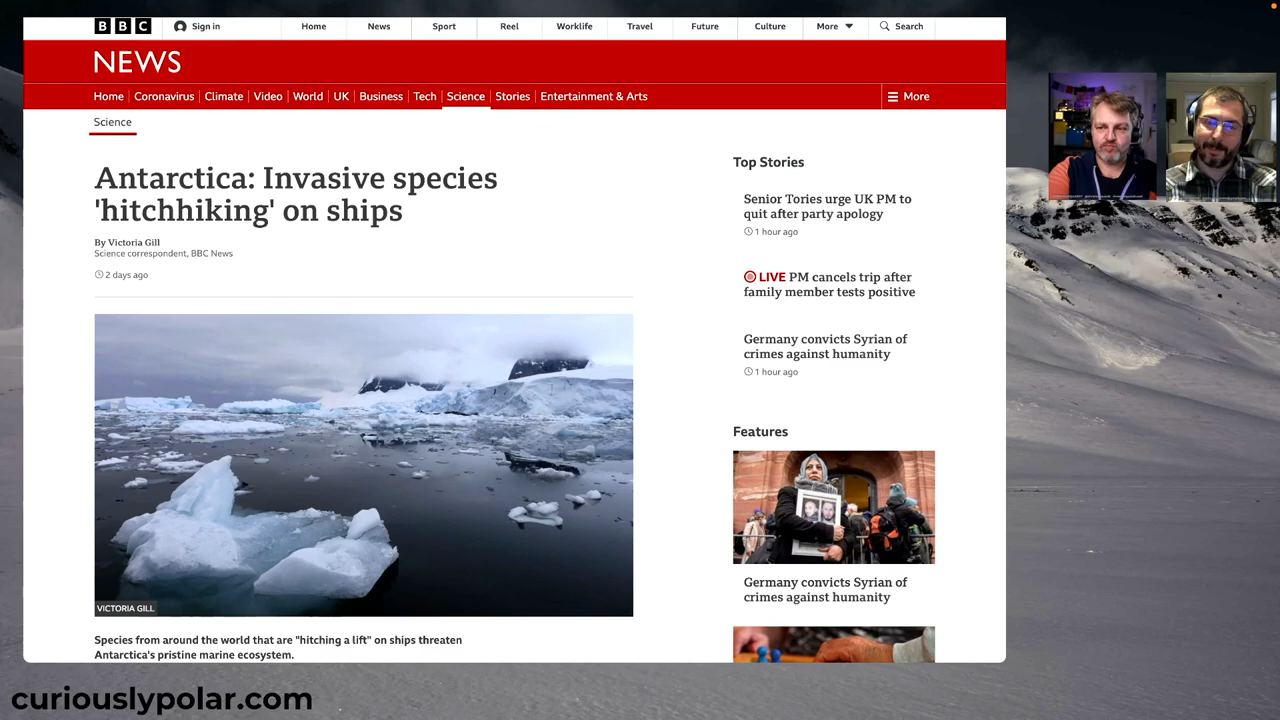 BBC Sign in Home News Sport Reel Worklife Travel Future Culture More Search
NEWS
Home Coronavirus Climate Video World UK Business Tech Science Stories Entertainment & Arts More
Science
Antarctica: Invasive species
'hitchhiking' on ships
By Victoria Gill
Science correspondent, BBC News
2 days ago
VICTORIA GILL
Species from around the world that are "hitching a lift" on ships threaten
Antarctica's pristine marine ecosystem.
Top Stories
Senior Tories urge UK PM to
quit after party apology
1 hour ago
LIVE PM cancels trip after
family member tests positive
Germany convicts Syrian of
crimes against humanity
1 hour ago
Features
Germany convicts Syrian of
crimes against humanity
curiouslypolar.com